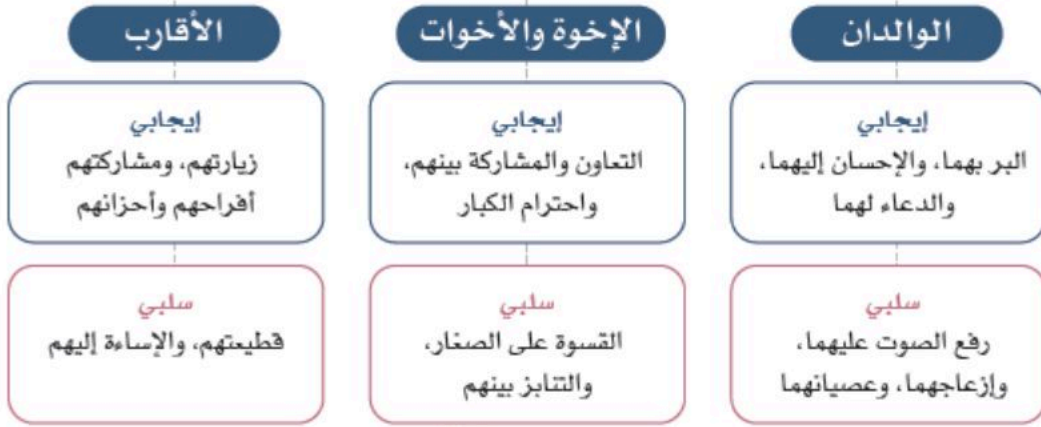 الوالدان
إيجابي
البر بهما، والإحسان إليهما،
والدعاء لهما
سلبي
رفع الصوت عليهما،
وإزعاجهما، وعصيانهما
الإخوة والأخوات
إيجابي
التعاون والمشاركة بينهم،
واحترام الكبار
سلبي
القسوة على الصغار،
والتنابز بينهم
الأقارب
إيجابي
زيارتهم، ومشاركتهم
أفراحهم وأحزانهم
سلبي
قطيعتهم، والإساءة إليهم